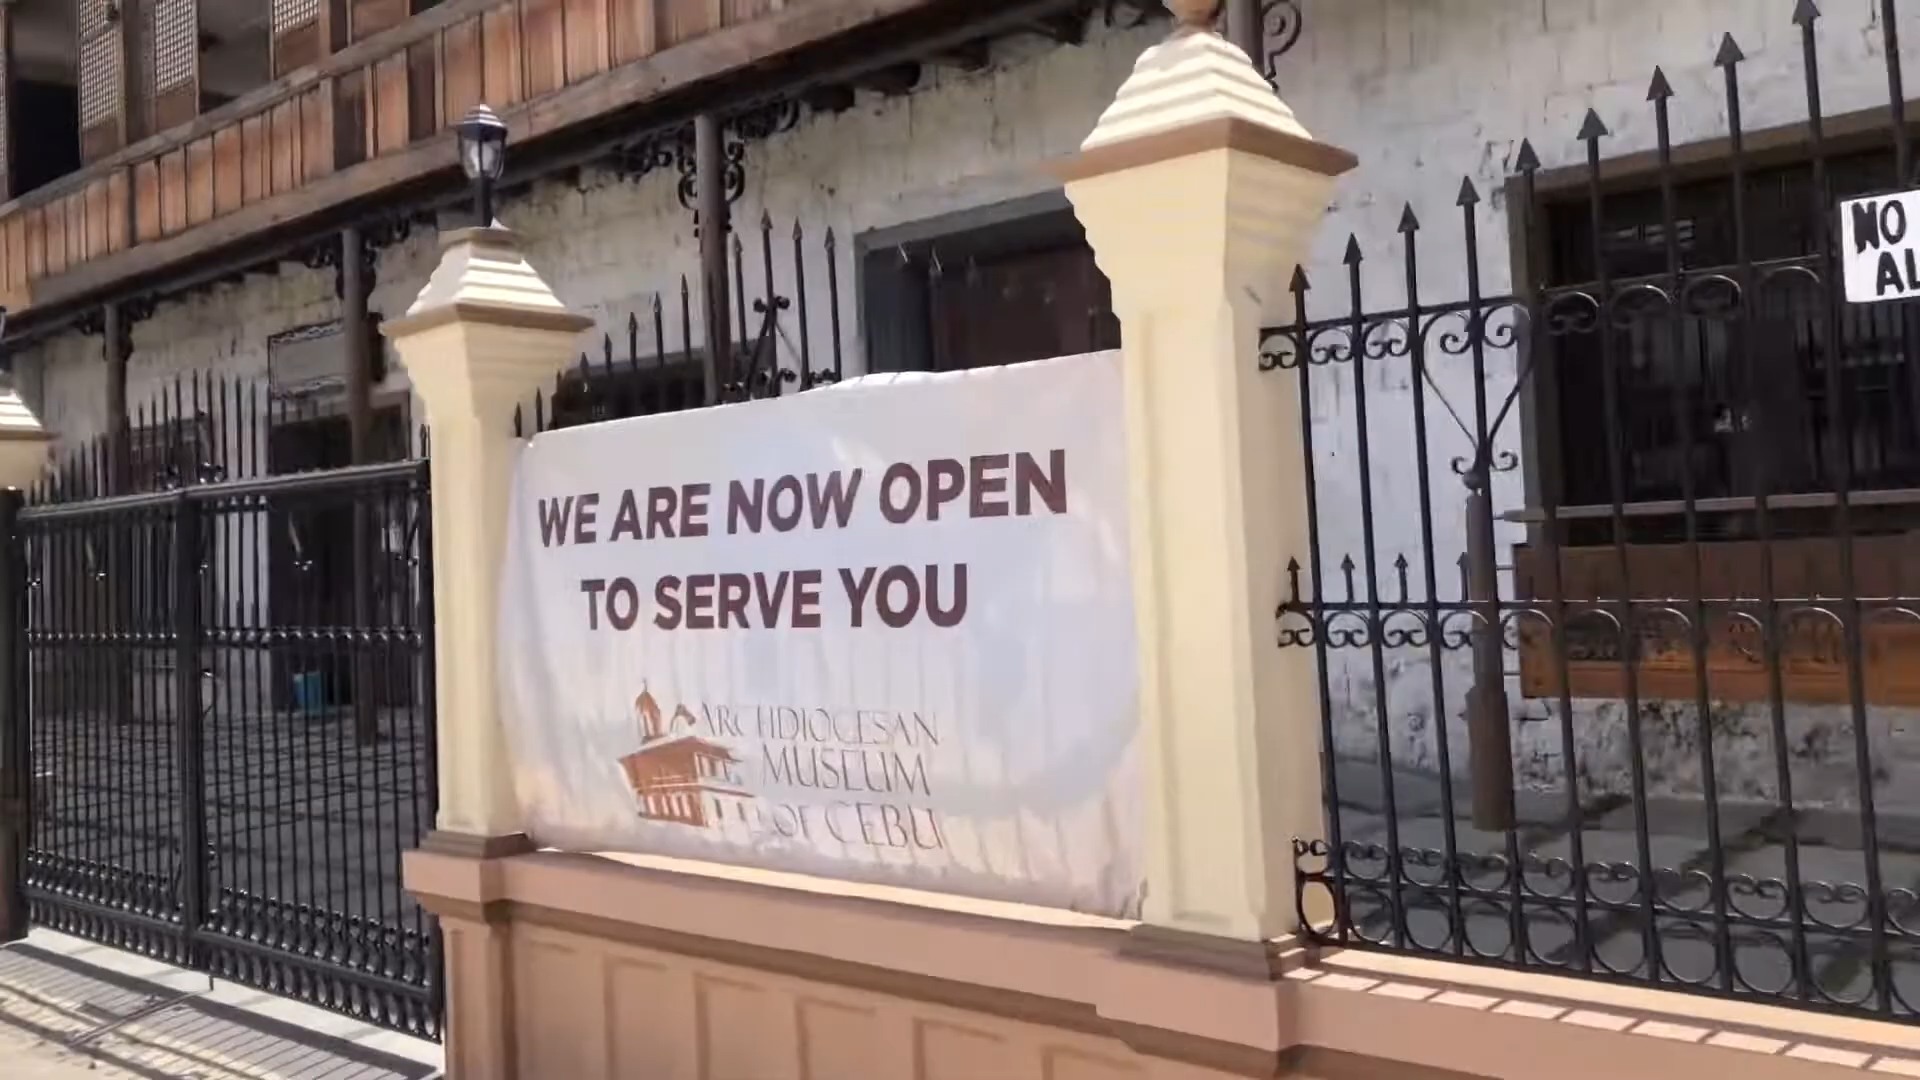 WE ARE NOW OPEN
TO SERVE YOU
ARCHDIOCESAN
MUSEUM
OF CEBU
NO
AL